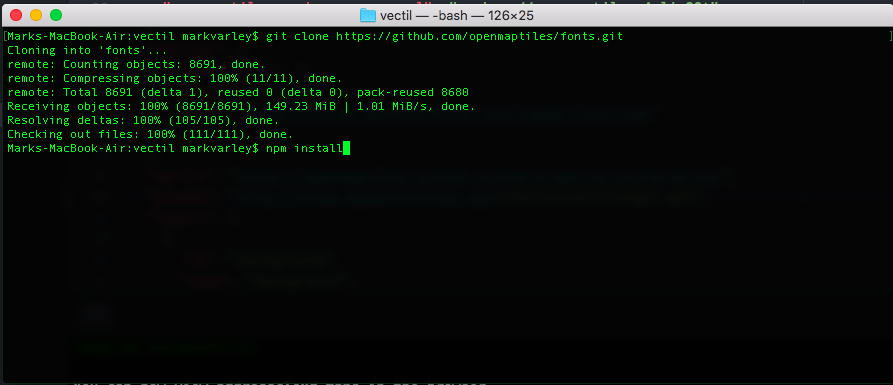 vectil — -bash — 126×25
[Marks-MacBook-Air:vectil markvarley$ git clone https://github.com/openmaptiles/fonts.git ]
Cloning into 'fonts'...
remote: Counting objects: 8691, done.
remote: Compressing objects: 100% (11/11), done.
remote: Total 8691 (delta 1), reused 0 (delta 0), pack-reused 8680
Receiving objects: 100% (8691/8691), 149.23 MiB | 1.01 MiB/s, done.
Resolving deltas: 100% (105/105), done.
Checking out files: 100% (111/111), done.
Marks-MacBook-Air:vectil markvarley$ npm install